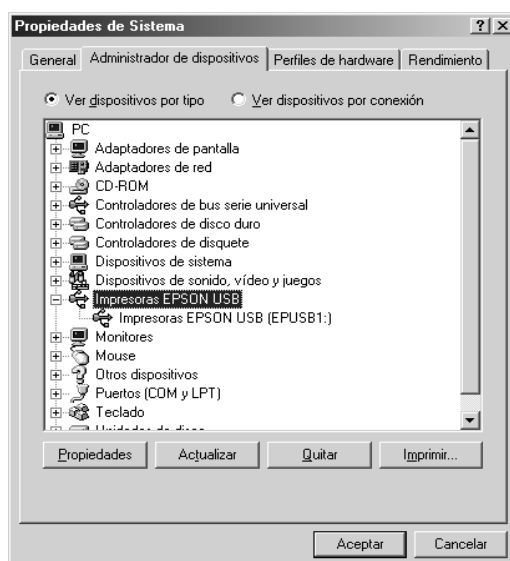 Propiedades de Sistema
General Administrador de dispositivos Perfiles de hardware Rendimiento
Ver dispositivos por tipo Ver dispositivos por conexión
PC
Adaptadores de pantalla
Adaptadores de red
CD-ROM
Controladores de bus serie universal
Controladores de disco duro
Controladores de disquete
Dispositivos de sistema
Dispositivos de sonido, vídeo y juegos
Impresoras EPSON USB
Impresoras EPSON USB (EPUSB1:)
Monitores
Mouse
Otros dispositivos
Puertos (COM y LPT)
Teclado
Propiedades Actualizar Quitar Imprimir...
Aceptar Cancelar